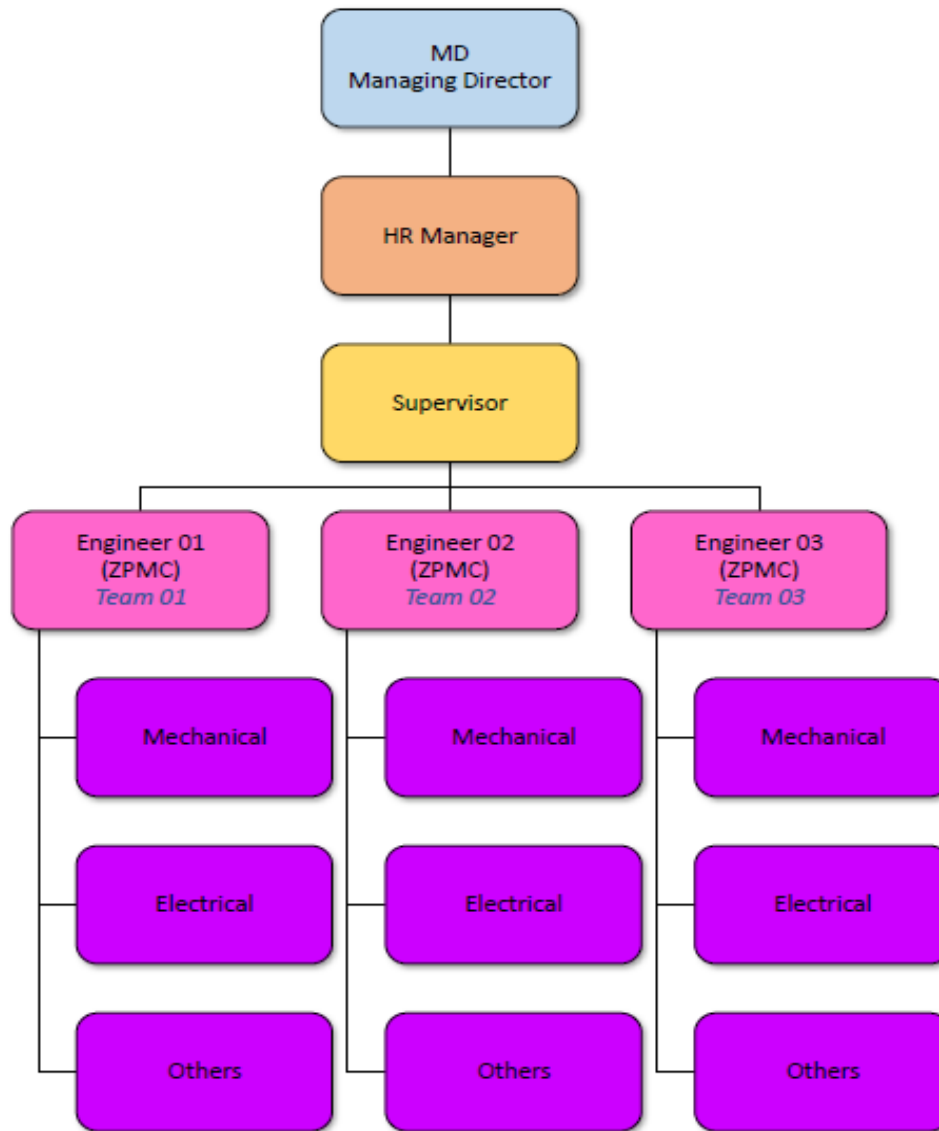 MD
Managing Director
HR Manager
Supervisor
Engineer 01
(ZPMC)
Team 01
Engineer 02
(ZPMC)
Team 02
Engineer 03
(ZPMC)
Team 03
Mechanical
Mechanical
Mechanical
Electrical
Electrical
Electrical
Others
Others
Others